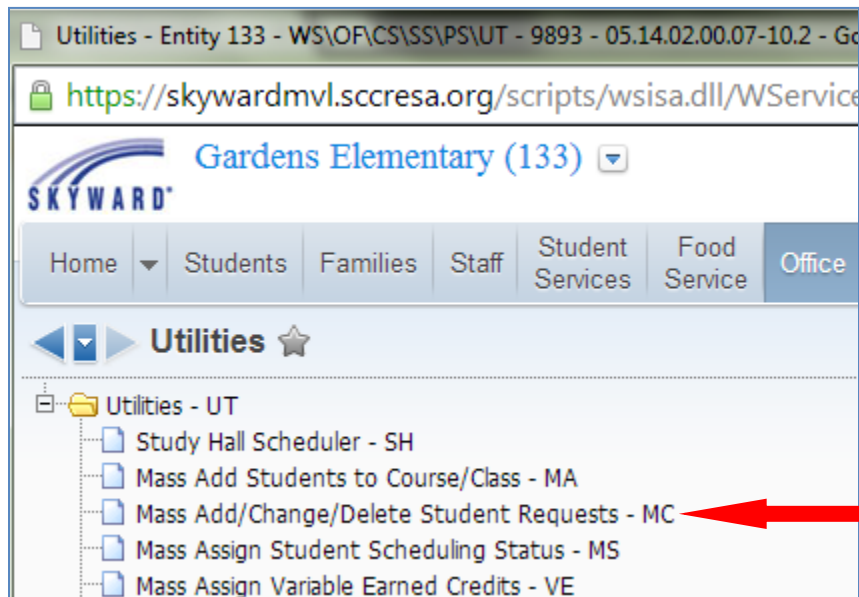 Utilities - Entity 133 - WS\OF\CS\SS\PS\UT - 9893 - 05.14.02.00.07-10.2 - Go
https://skywardmvl.sccresa.org/scripts/wsisa.dll/WService
SKYWARD
Gardens Elementary (133)
Home Students Families Staff Student Services Food Service Office
Utilities
Utilities - UT
Study Hall Scheduler - SH
Mass Add Students to Course/Class - MA
Mass Add/Change/Delete Student Requests - MC
Mass Assign Student Scheduling Status - MS
Mass Assign Variable Earned Credits - VE